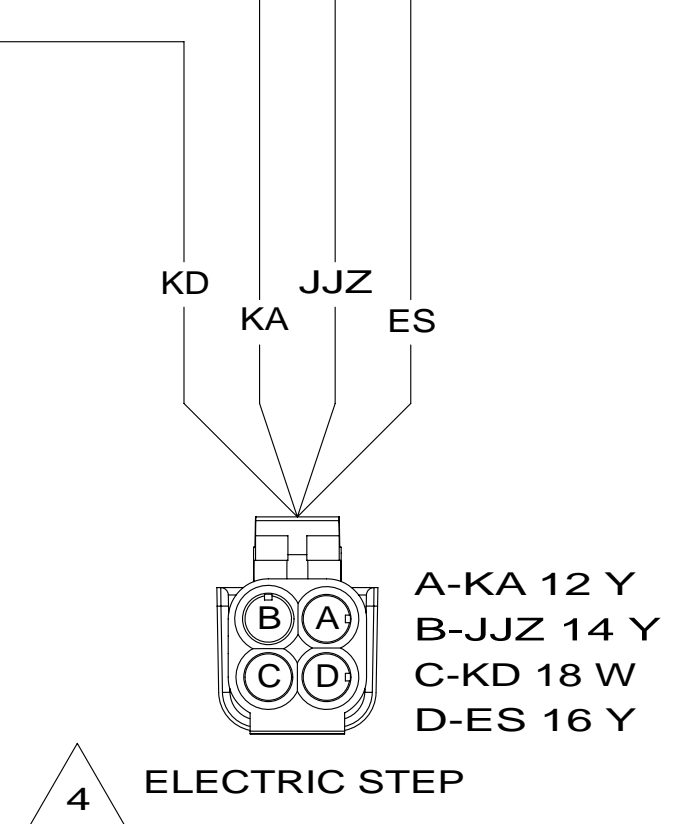 KD
JJZ
KA
ES
B
A
C
D
A-KA 12 Y
B-JJZ 14 Y
C-KD 18 W
D-ES 16 Y
ELECTRIC STEP
4